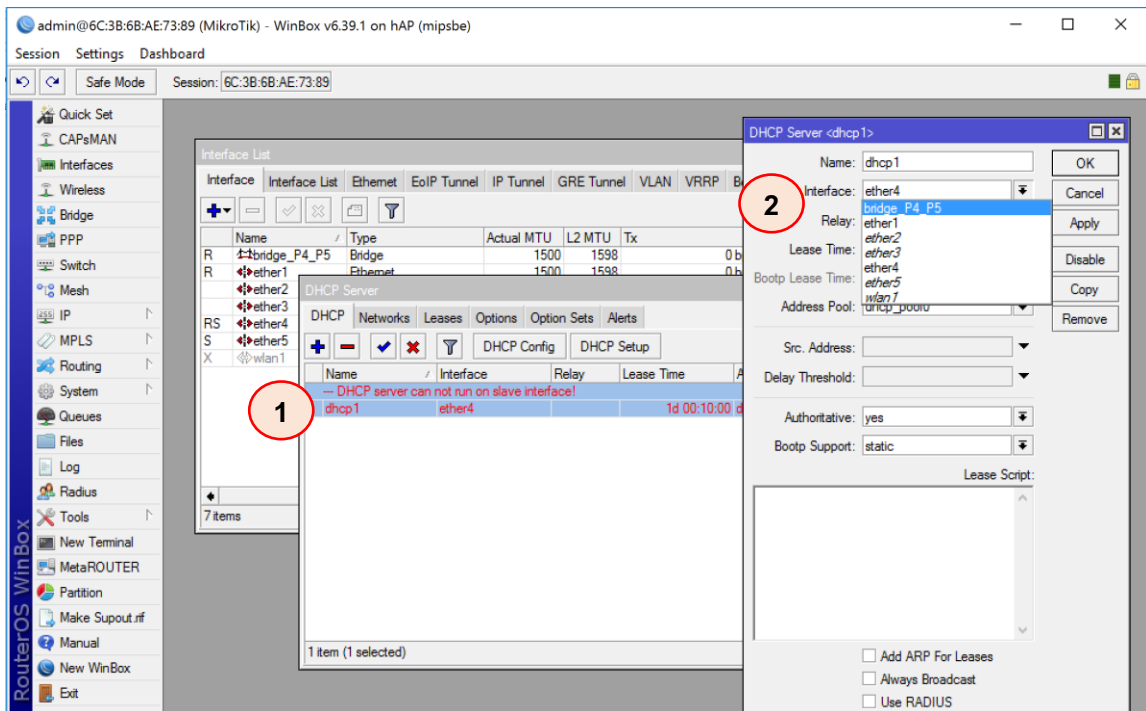 admin@6C:3B:6B:AE:73:89 (MikroTik) - WinBox v6.39.1 on hAP (mipsbe)
Session Settings Dashboard
Safe Mode Session: 6C:3B:6B:AE:73:89
Quick Set
CAPsMAN
Interfaces
Wireless
Bridge
PPP
Switch
Mesh
IP
MPLS
Routing
System
Queues
Files
Log
Radius
Tools
New Terminal
MetaROUTER
Partition
Make Supout.rif
Manual
New WinBox
Exit
RouterOS WinBox
Interface List
Interface Interface List Ethernet EoIP Tunnel IP Tunnel GRE Tunnel VLAN VRRP
Name / Type Actual MTU L2 MTU Tx
R bridge_P4_P5 Bridge 1500 1598 0 b
R ether1 Ethernet 1500 1598 0 b
ether2
ether3
RS ether4
S ether5
X wlan1
7 items
DHCP Server
DHCP Networks Leases Options Option Sets Alerts
DHCP Config DHCP Setup
Name / Interface Relay Lease Time A
--- DHCP server can not run on slave interface!
dhcp1 ether4 1d 00:10:00 d
1
1 item (1 selected)
DHCP Server <dhcp1>
Name: dhcp1
Interface: ether4
2
bridge_P4_P5
ether1
ether2
ether3
ether4
ether5
wlan1
Relay:
Lease Time:
Bootp Lease Time:
Address Pool: dhcp_pool0
Src. Address:
Delay Threshold:
Authoritative: yes
Bootp Support: static
Lease Script:
Add ARP For Leases
Always Broadcast
Use RADIUS
OK
Cancel
Apply
Disable
Copy
Remove